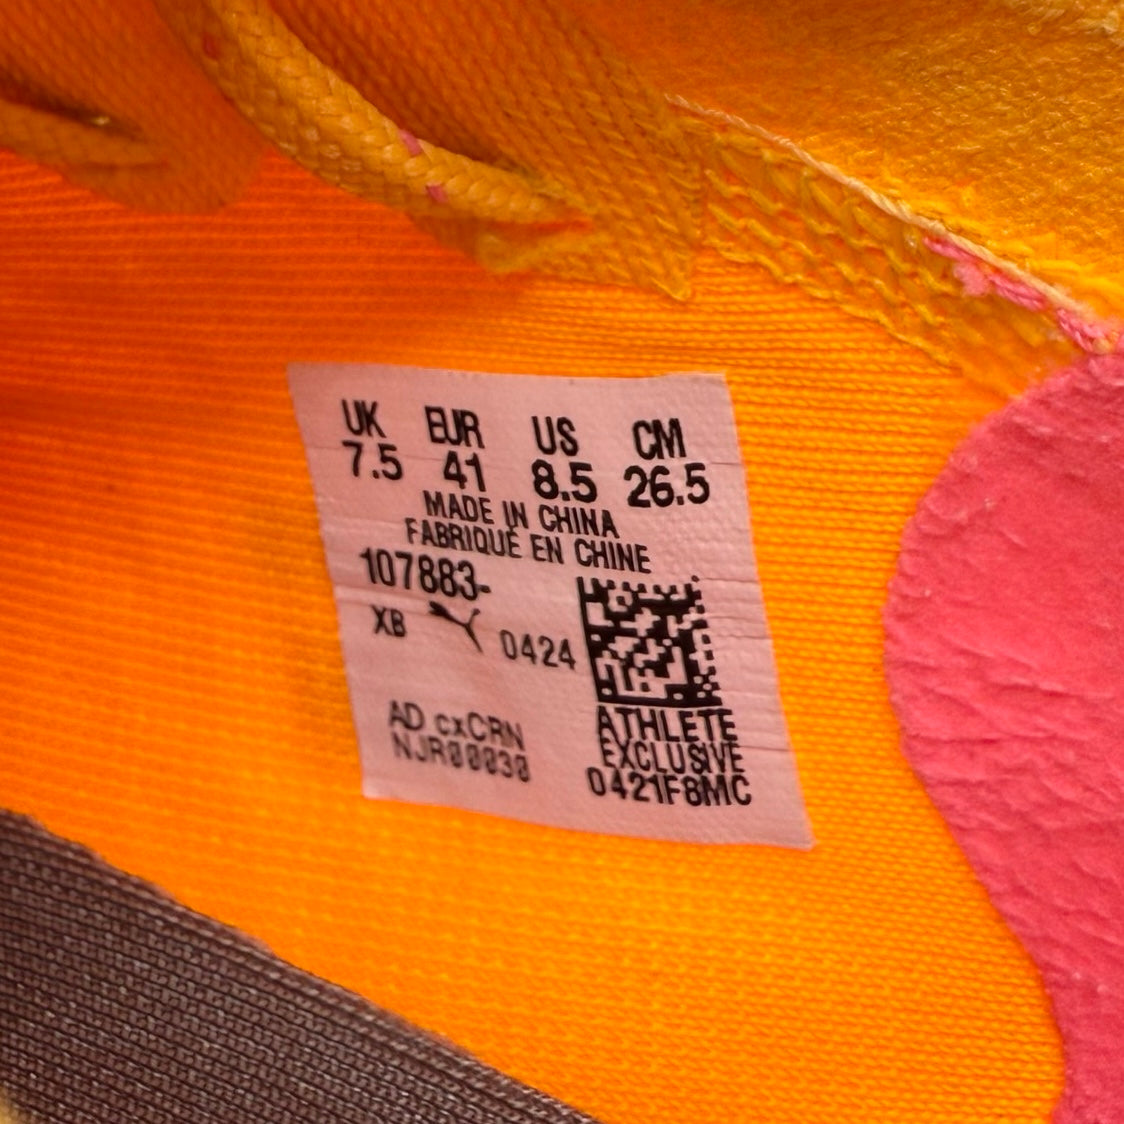 UK EUR US CM
7.5 41 8.5 26.5
MADE IN CHINA
FABRIQUÉ EN CHINE
107883-
XB 0424
AD cxCRN
NJR00030
ATHLETE
EXCLUSIVE
0421F8MC